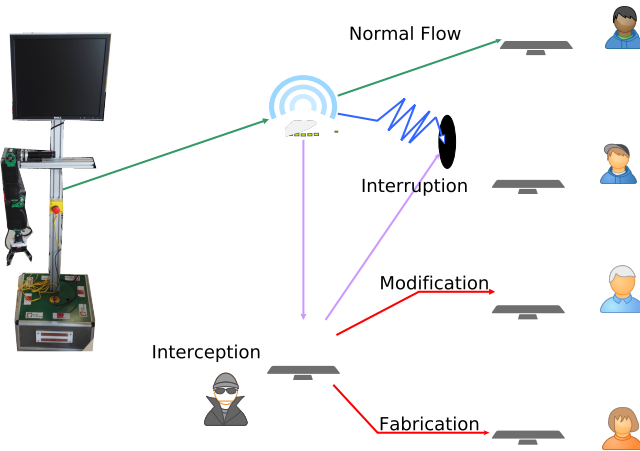 Normal Flow
Interruption
Modification
Interception
Fabrication